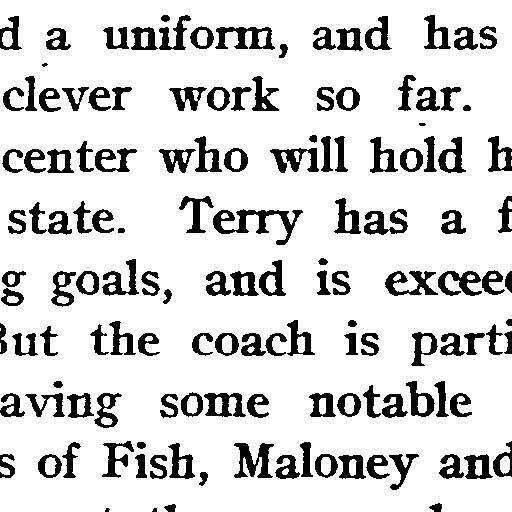 d a uniform, and has
clever work so far.
center who will hold h
state. Terry has a f
g goals, and is excee
But the coach is parti
aving some notable
s of Fish, Maloney and